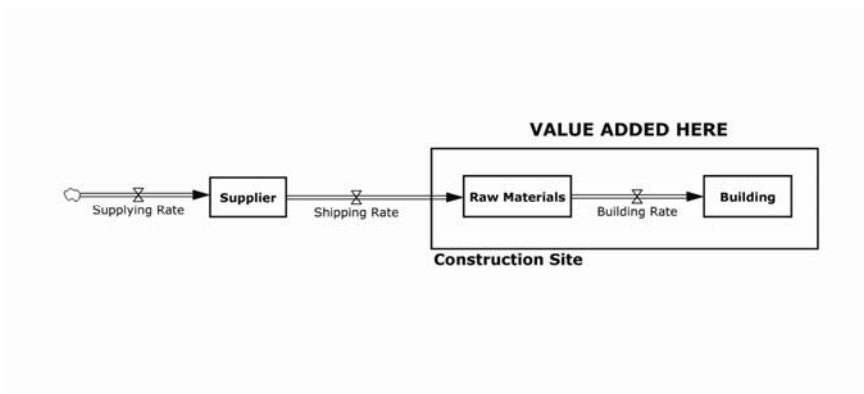 VALUE ADDED HERE
Supplier
Raw Materials
Building
Supplying Rate
Shipping Rate
Building Rate
Construction Site